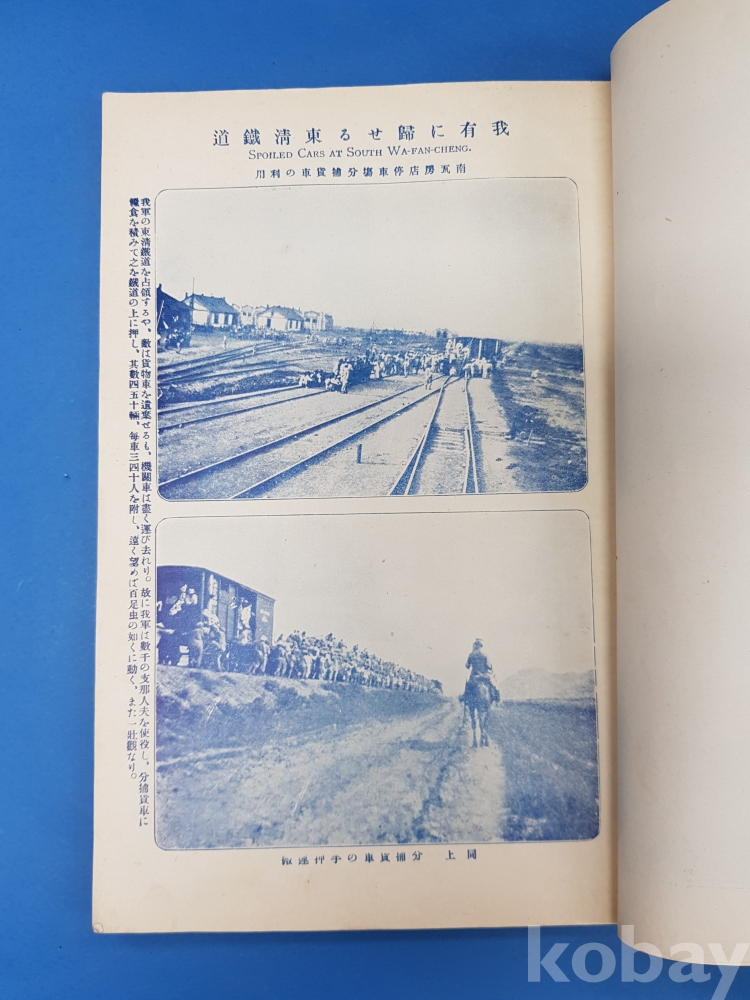 我有に歸せる東淸鐵道
SPOILED CARS AT SOUTH WA-FAN-CHENG.
南瓦房店停車塲分捕貨車の利用
我軍の東淸鐵道を占領するや、敵は貨物車を遺棄せるも、機關車は盡く運び去れり。故に我軍は數千の支那人夫を使役し、分捕貨車に
糧食を積みて之を鐵道の上に押し、其數四五十輛、每車三四十人を附し、遠く望めば百足虫の如くに動く、また一壯觀なり。
同上 分捕貨車の手押運搬
kobay